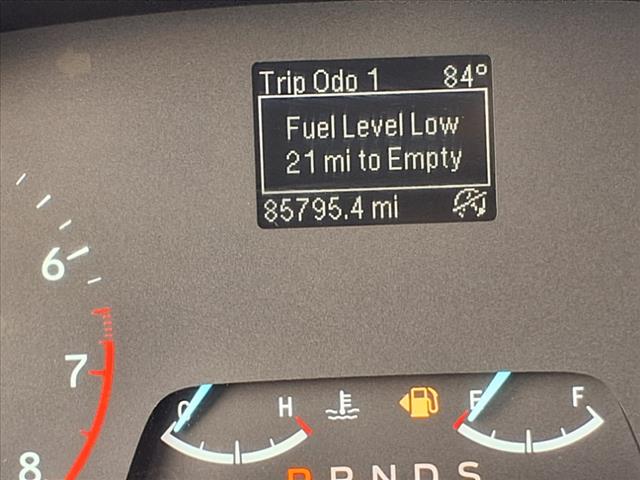 Trip Odo 1 84°
Fuel Level Low
21 mi to Empty
85795.4 mi
6
7
8
C H E F
P R N D S